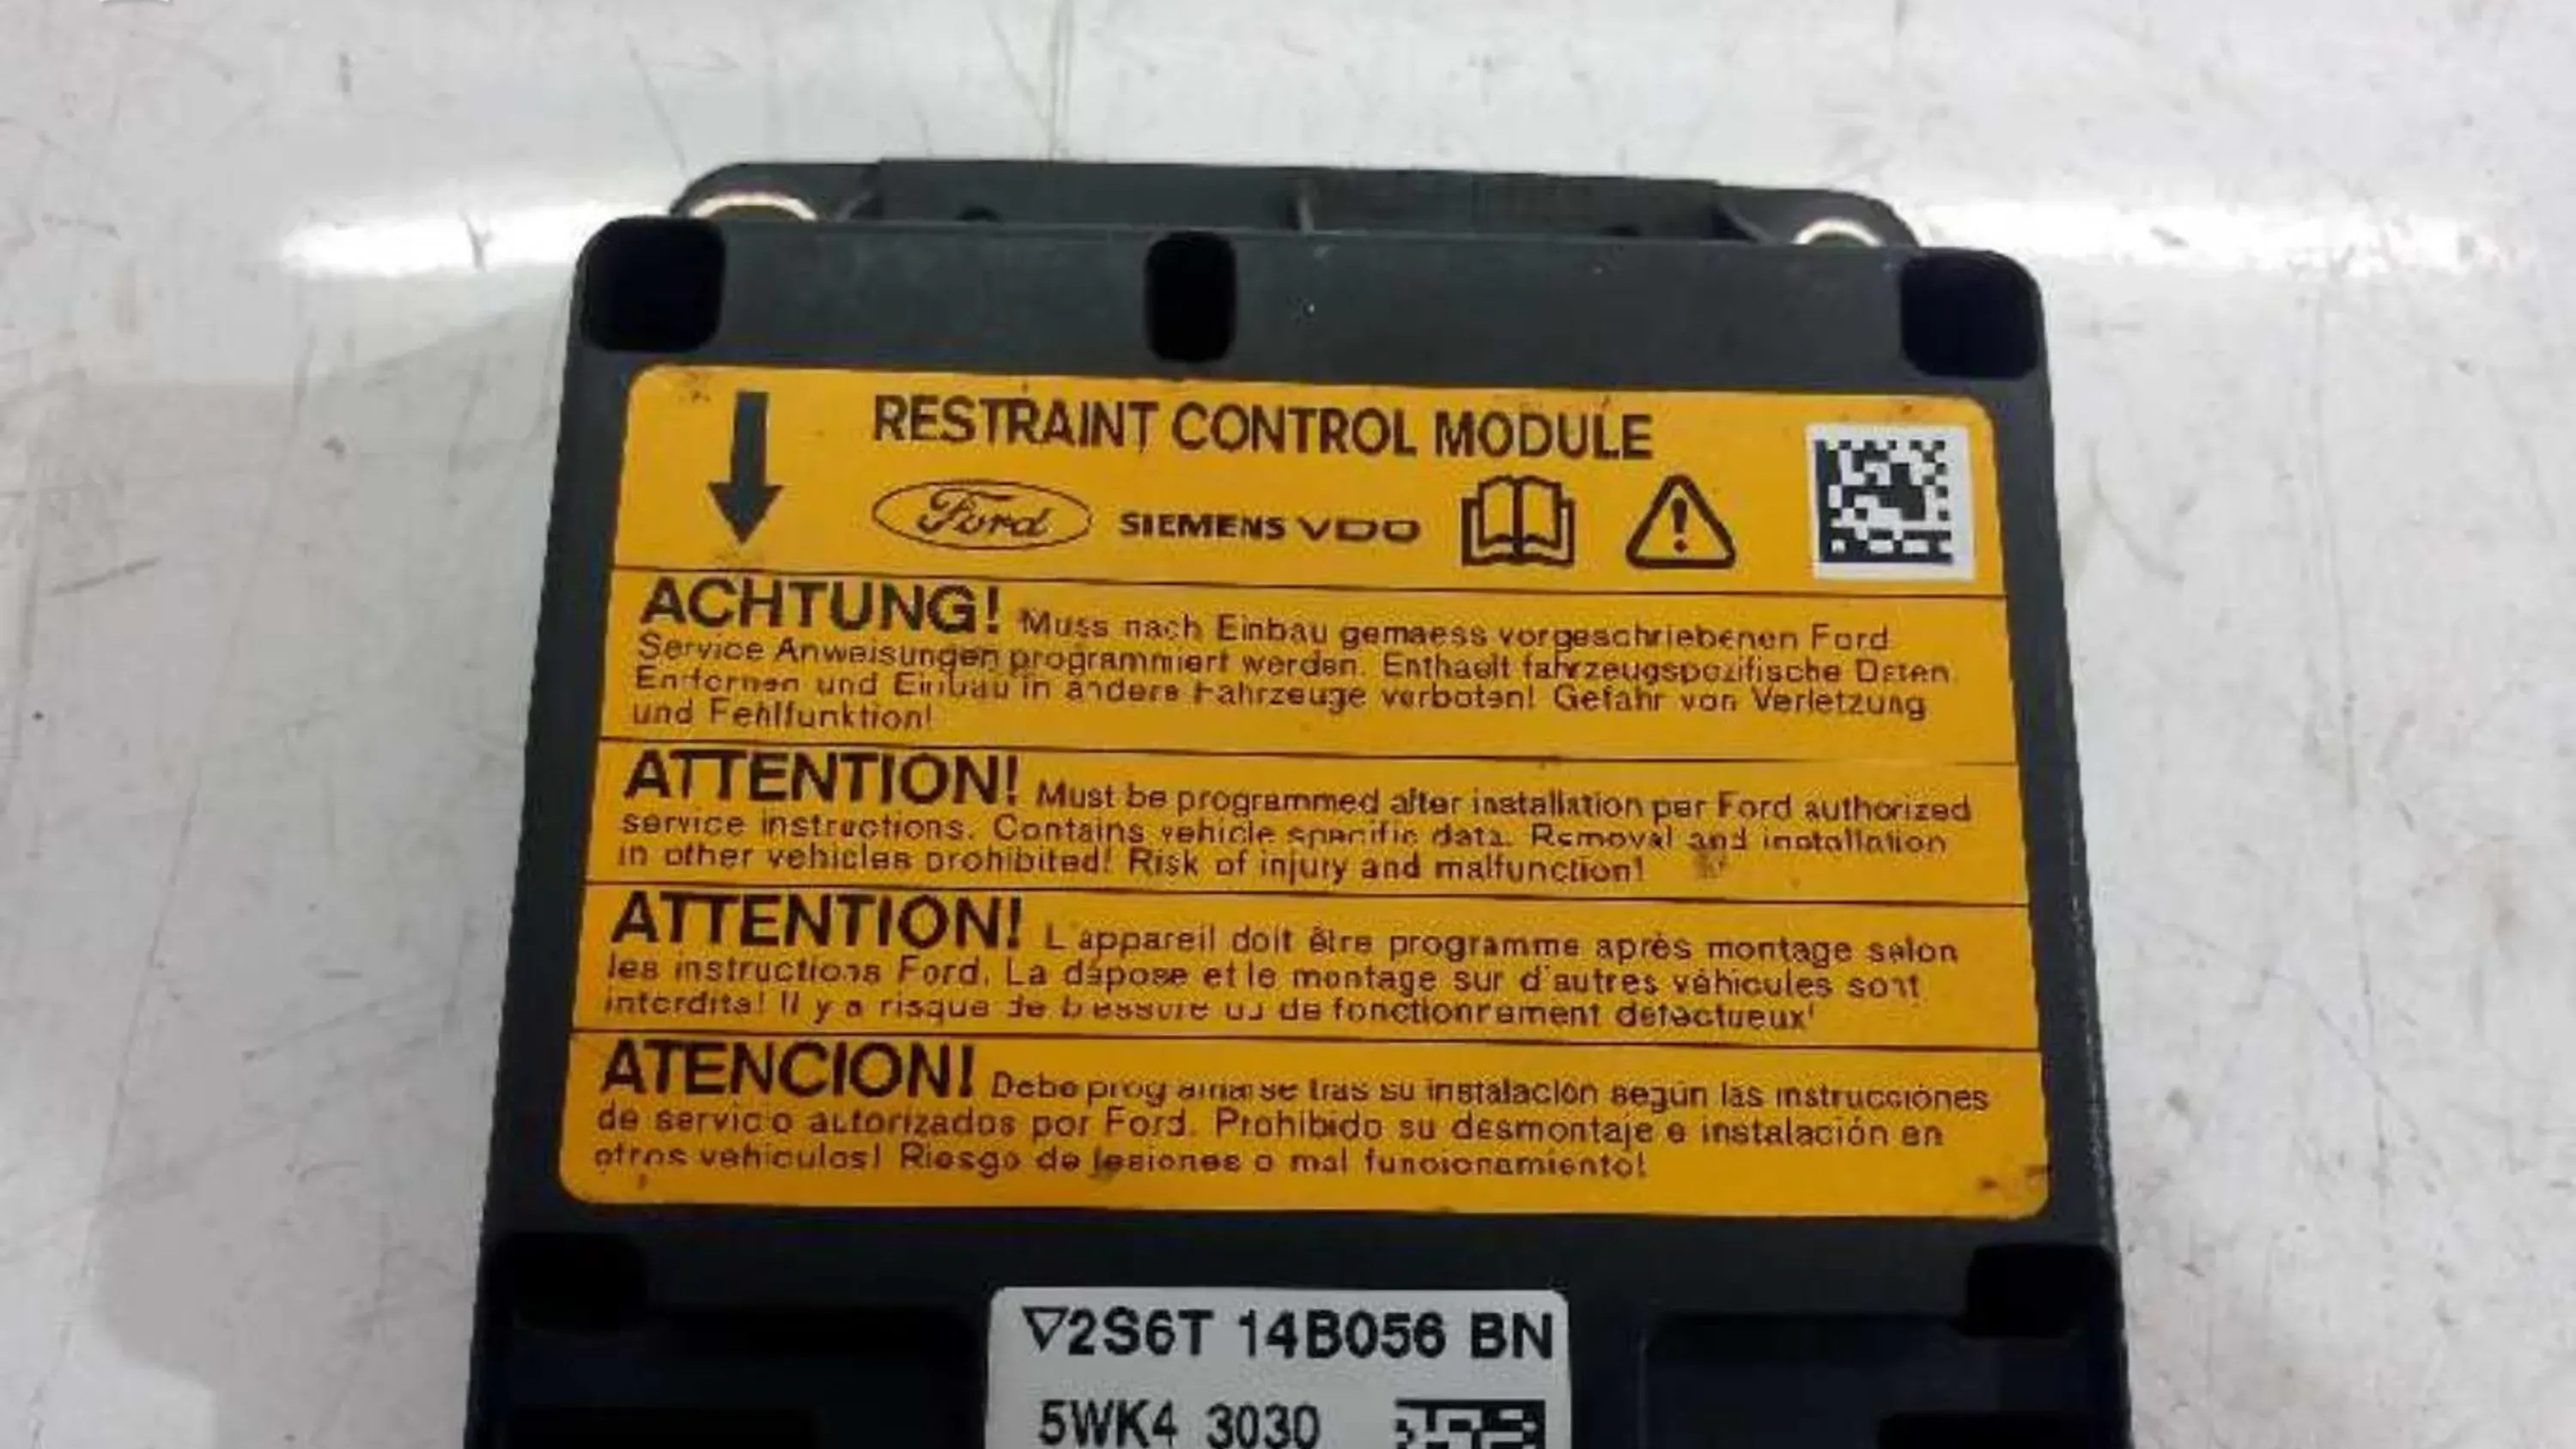 RESTRAINT CONTROL MODULE
Ford SIEMENS VDO
ACHTUNG! Muss nach Einbau gemaess vorgeschriebenen Ford
Service Anweisungen programmiert werden. Enthaelt fahrzeugspezifische Daten.
Entfernen und Einbau in andere Fahrzeuge verboten! Gefahr von Verletzung
und Fehlfunktion!
ATTENTION! Must be programmed after installation per Ford authorized
service instructions. Contains vehicle specific data. Removal and installation
in other vehicles prohibited! Risk of injury and malfunction!
ATTENTION! L'appareil doit être programme après montage selon
les instructions Ford. La dépose et le montage sur d'autres véhicules sont
interdits! Il y a risque de blessure ou de fonctionnement défectueux!
ATENCION! Debe programarse tras su instalación según las instrucciónes
de servicio autorizados por Ford. Prohibido su desmontaje e instalación en
otros vehiculos! Riesgo de lesiones o mal funcionamiento!
▽2S6T 14B056 BN
5WK4 3030